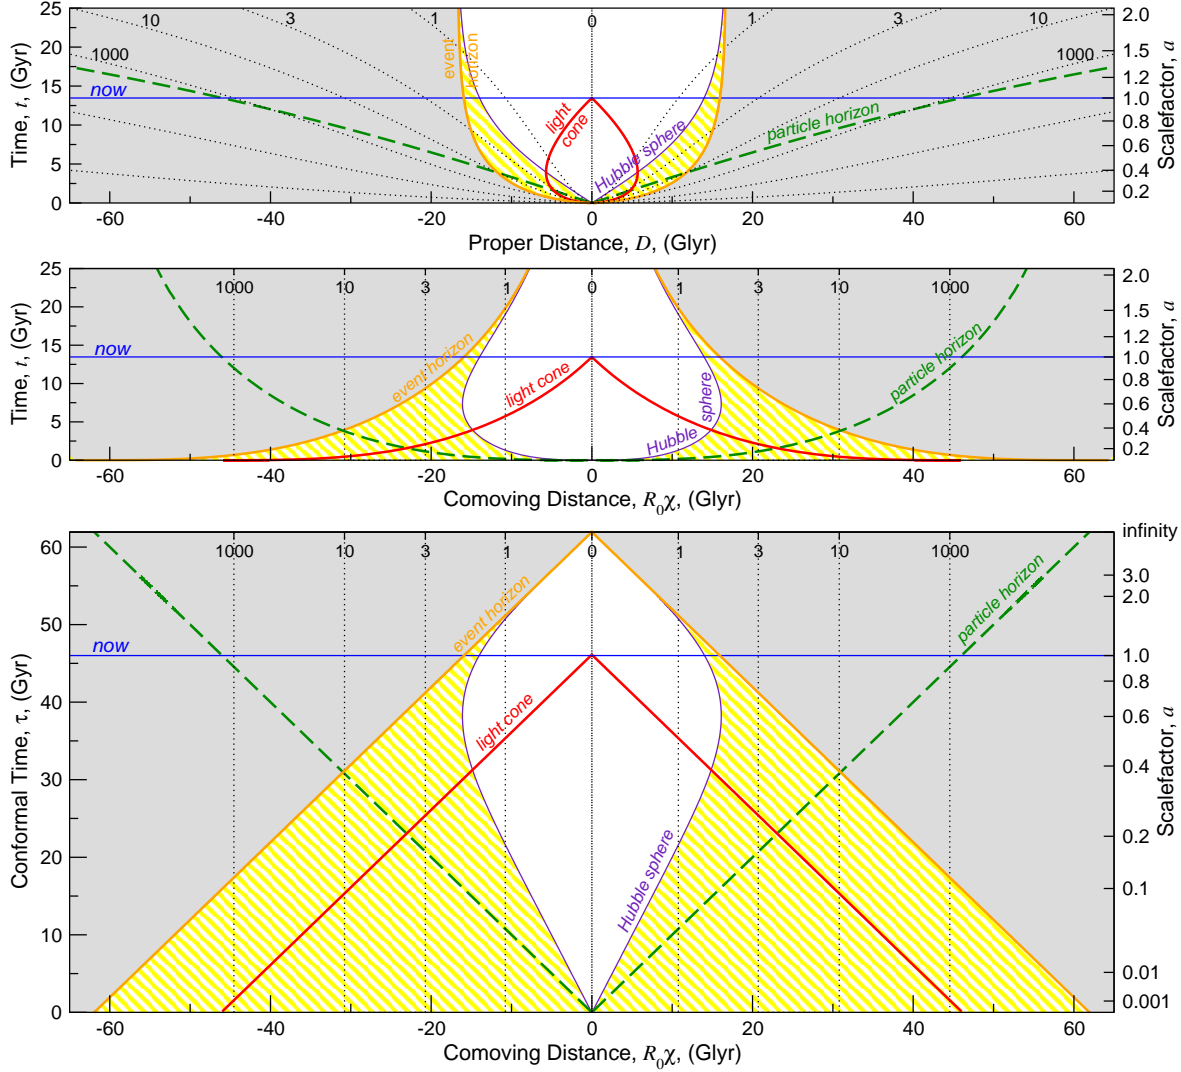 10 3 1 0 1 3 10
1000 1000
event horizon
now
light cone
Hubble sphere
particle horizon
25
20
15
10
5
0
Time, t, (Gyr)
2.0
1.5
1.2
1.0
0.8
0.6
0.4
0.2
Scalefactor, a
-60 -40 -20 0 20 40 60
Proper Distance, D, (Glyr)
1000 10 3 1 0 1 3 10 1000
now
event horizon
light cone
Hubble sphere
particle horizon
25
20
15
10
5
0
Time, t, (Gyr)
2.0
1.5
1.2
1.0
0.8
0.6
0.4
0.2
Scalefactor, a
-60 -40 -20 0 20 40 60
Comoving Distance, R₀χ, (Glyr)
1000 10 3 1 0 1 3 10 1000
now
event horizon
light cone
Hubble sphere
particle horizon
60
50
40
30
20
10
0
Conformal Time, τ, (Gyr)
infinity
3.0
2.0
1.0
0.8
0.6
0.4
0.2
0.1
0.01
0.001
Scalefactor, a
-60 -40 -20 0 20 40 60
Comoving Distance, R₀χ, (Glyr)